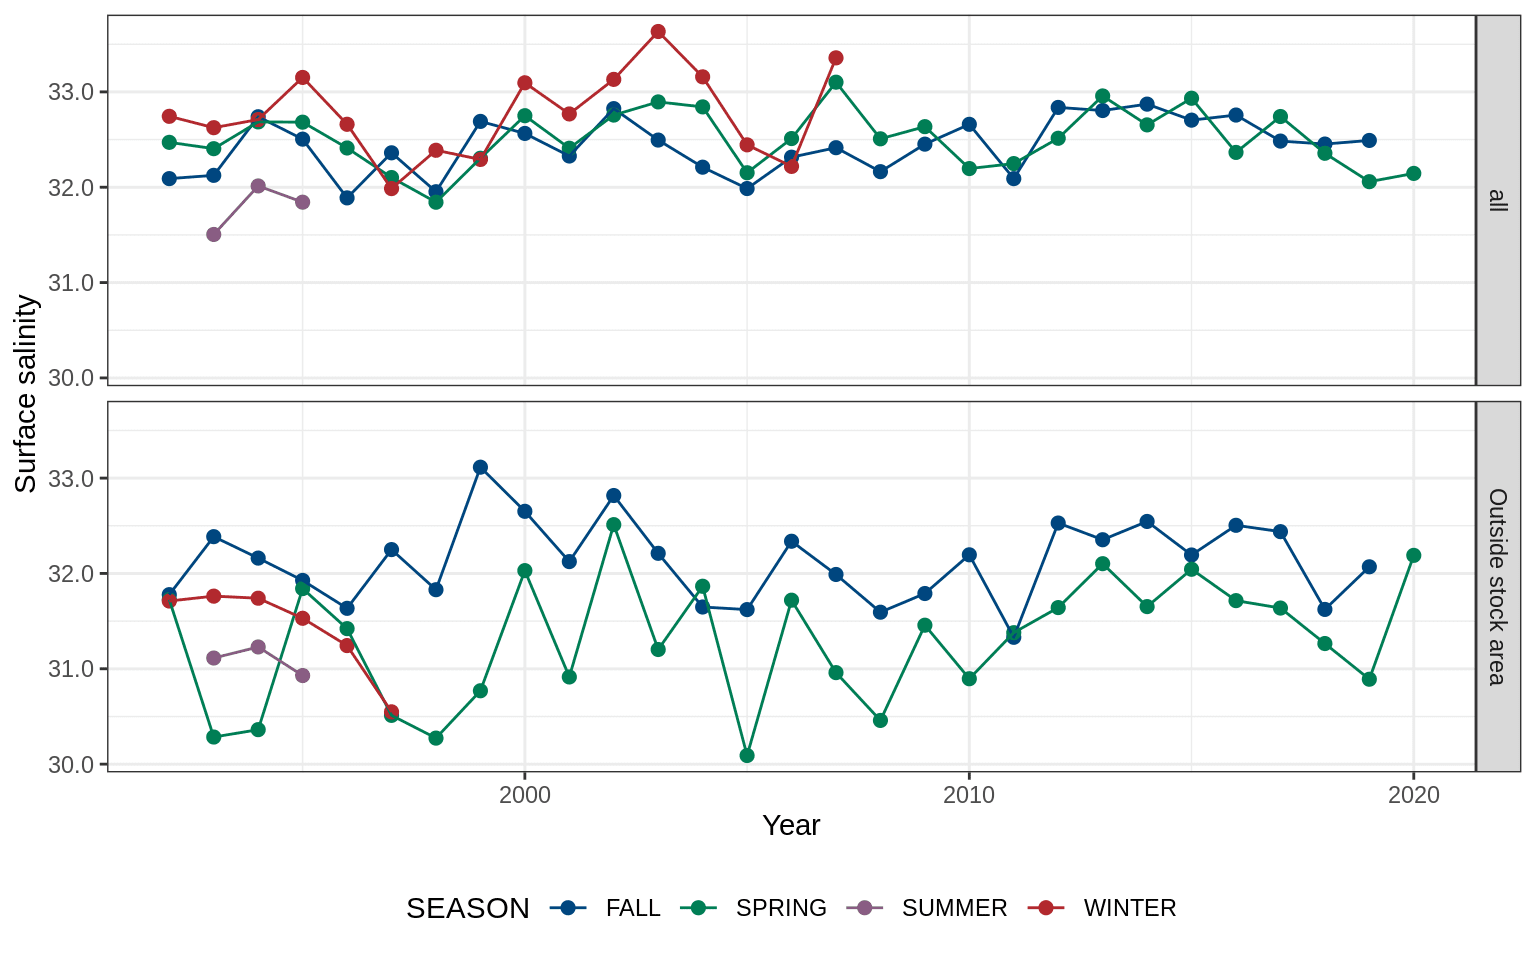 33.0
32.0
31.0
30.0
all
Surface salinity
33.0
32.0
31.0
30.0
Outside stock area
2000 2010 2020
Year
SEASON FALL SPRING SUMMER WINTER